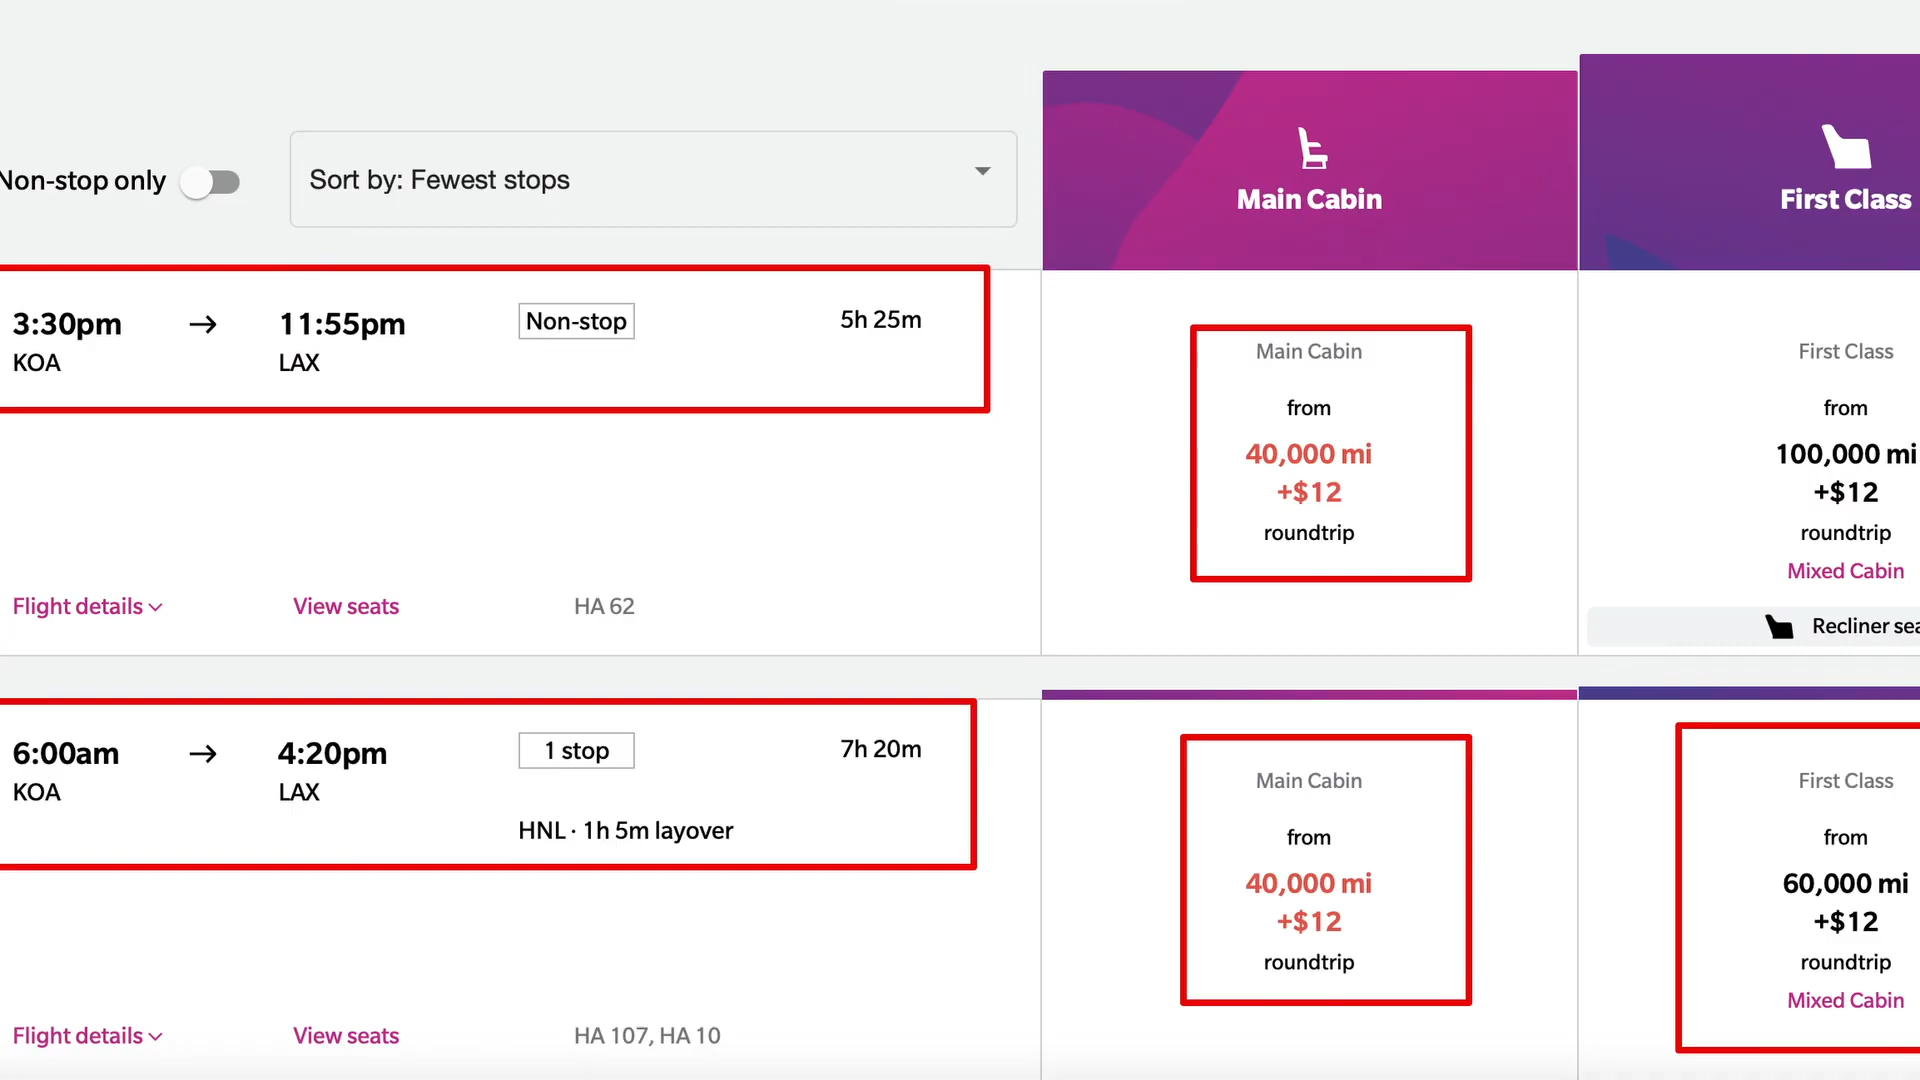 Non-stop only
Sort by: Fewest stops
Main Cabin
First Class
3:30pm → 11:55pm
Non-stop
5h 25m
KOA
LAX
Main Cabin
from
40,000 mi
+$12
roundtrip
First Class
from
100,000 mi
+$12
roundtrip
Mixed Cabin
Flight details
View seats
HA 62
Recliner sea
6:00am → 4:20pm
1 stop
7h 20m
KOA
LAX
HNL · 1h 5m layover
Main Cabin
from
40,000 mi
+$12
roundtrip
First Class
from
60,000 mi
+$12
roundtrip
Mixed Cabin
Flight details
View seats
HA 107, HA 10